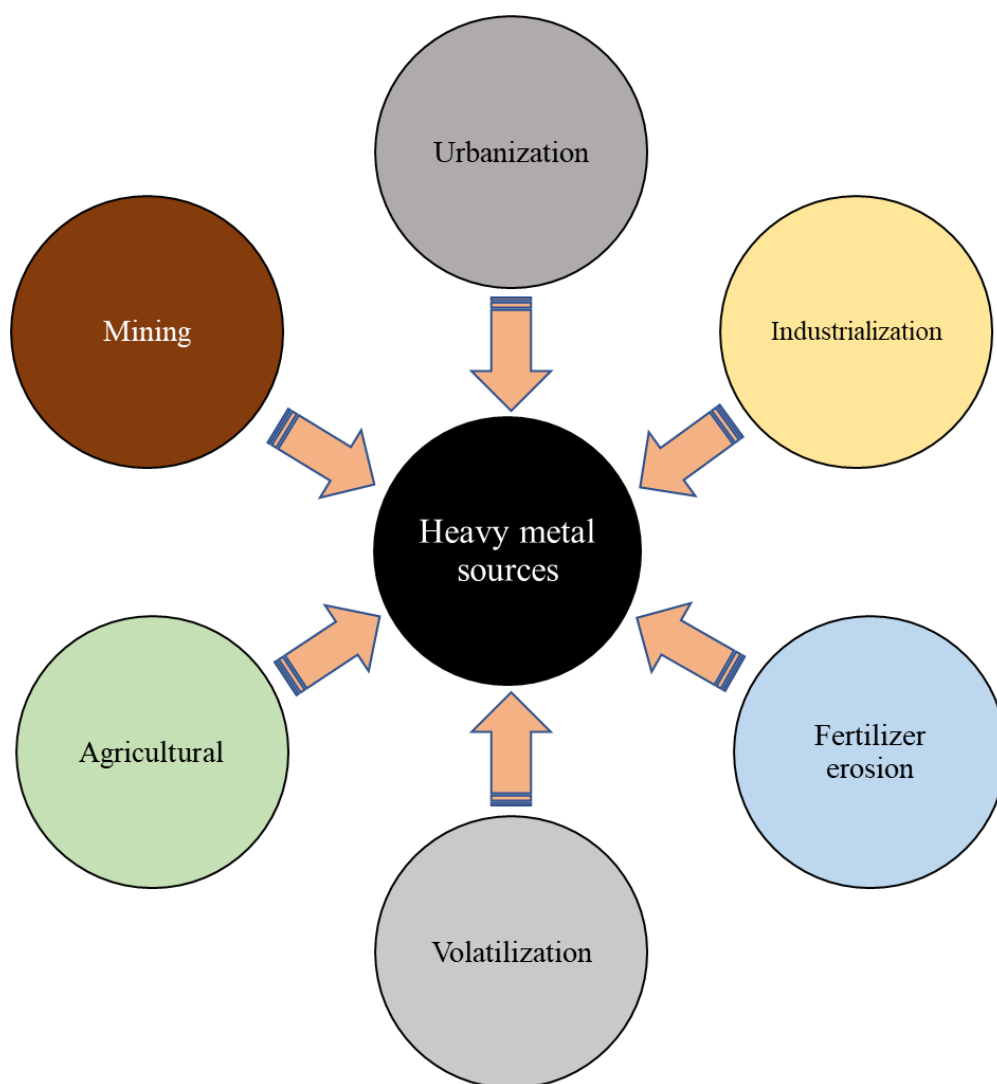 Urbanization
Mining
Industrialization
Heavy metal
sources
Agricultural
Fertilizer
erosion
Volatilization